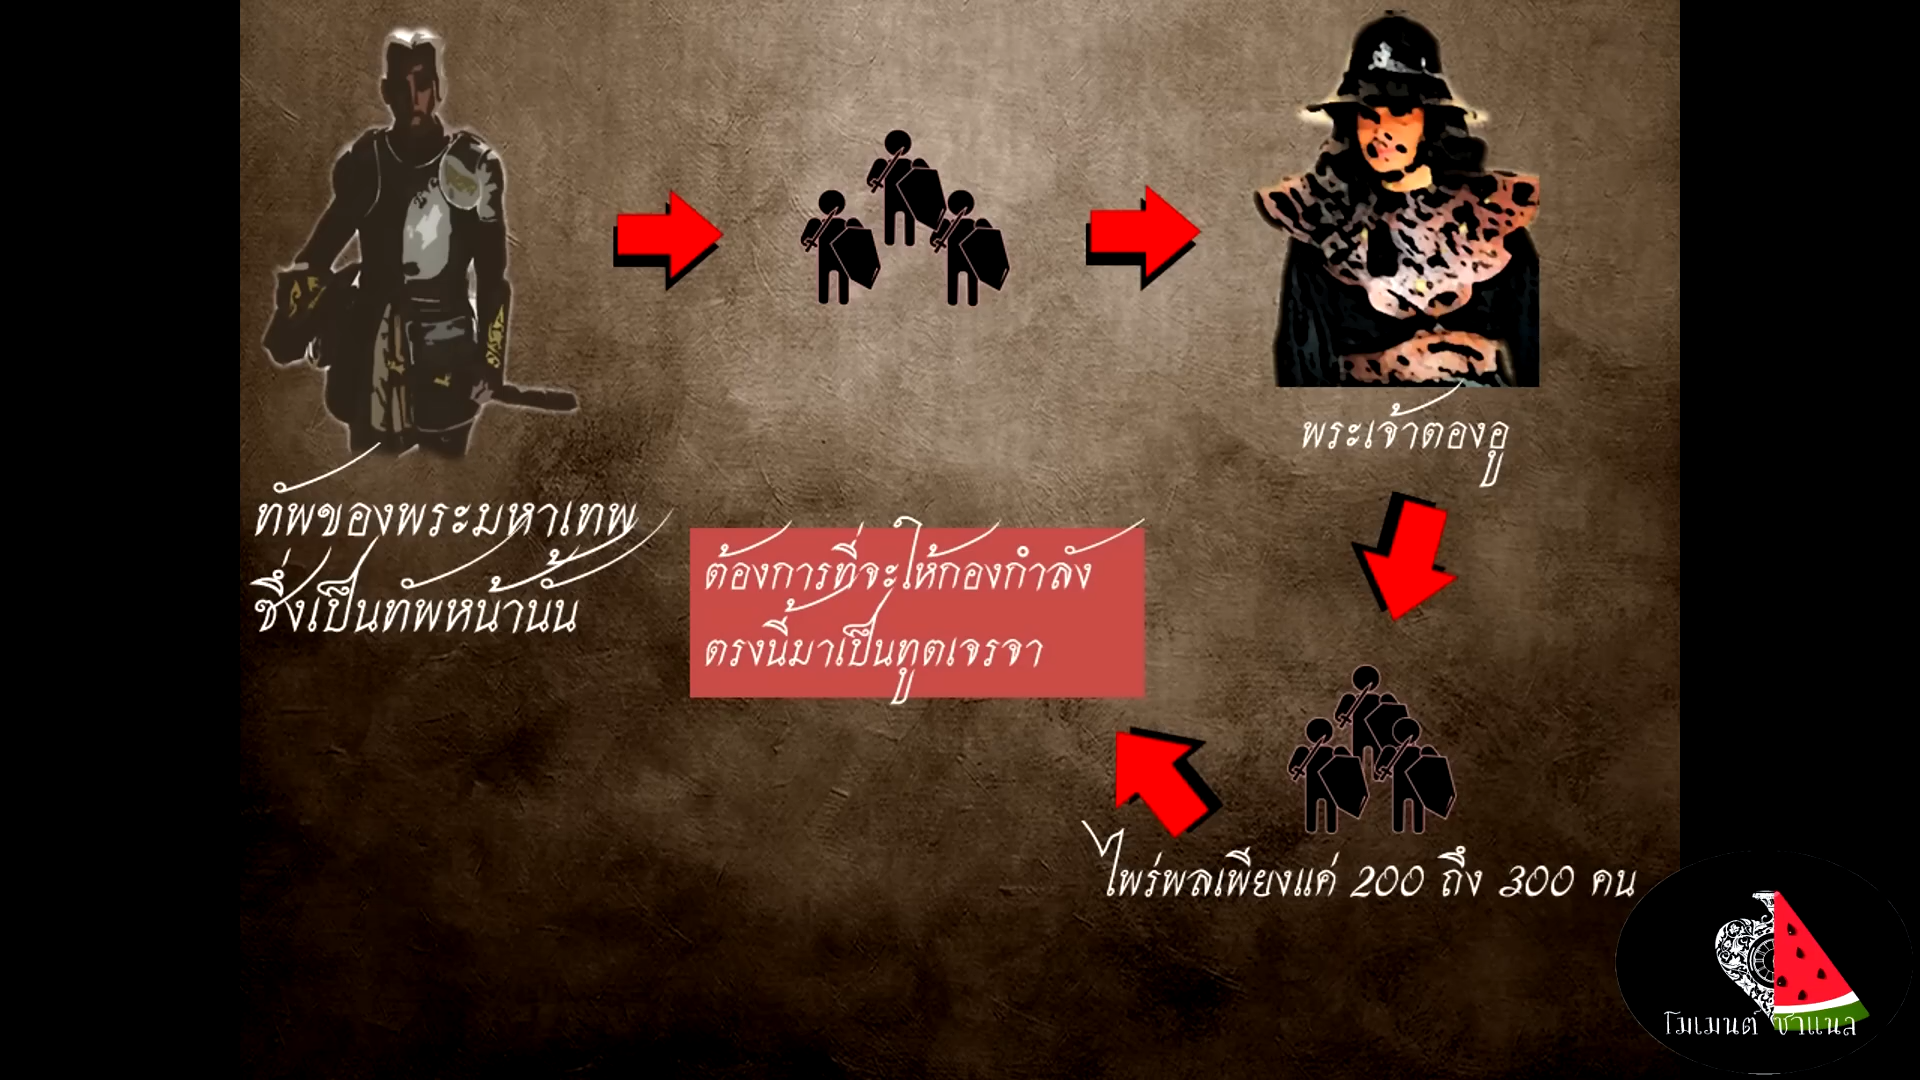 พระเจ้าตองอู
ทัพของพระมหาเทพ
ซึ่งเป็นทัพหน้านั้น
ต้องการที่จะให้กองกำลัง
ตรงนี้มาเป็นทูตเจรจา
ไพร่พลเพียงแค่ 200 ถึง 300 คน
โมเมนต์ ชาแนล